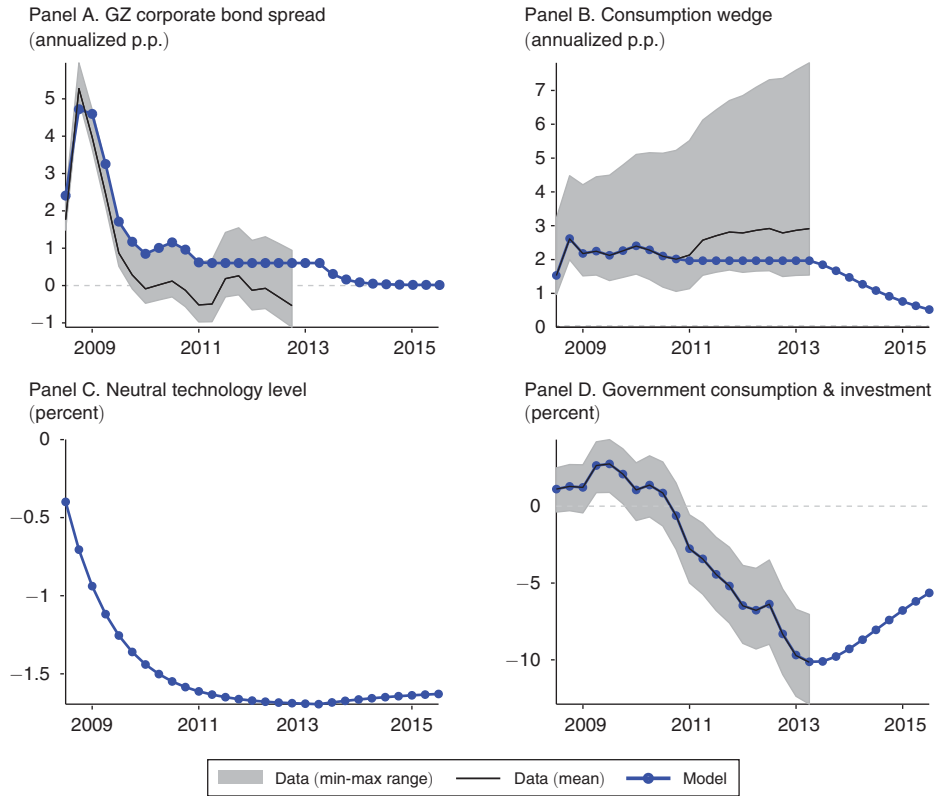 Panel A. GZ corporate bond spread
(annualized p.p.)
5
4
3
2
1
0
−1
2009 2011 2013 2015
Panel B. Consumption wedge
(annualized p.p.)
7
6
5
4
3
2
1
0
2009 2011 2013 2015
Panel C. Neutral technology level
(percent)
0
−0.5
−1
−1.5
2009 2011 2013 2015
Panel D. Government consumption & investment
(percent)
0
−5
−10
2009 2011 2013 2015
Data (min-max range) Data (mean) Model